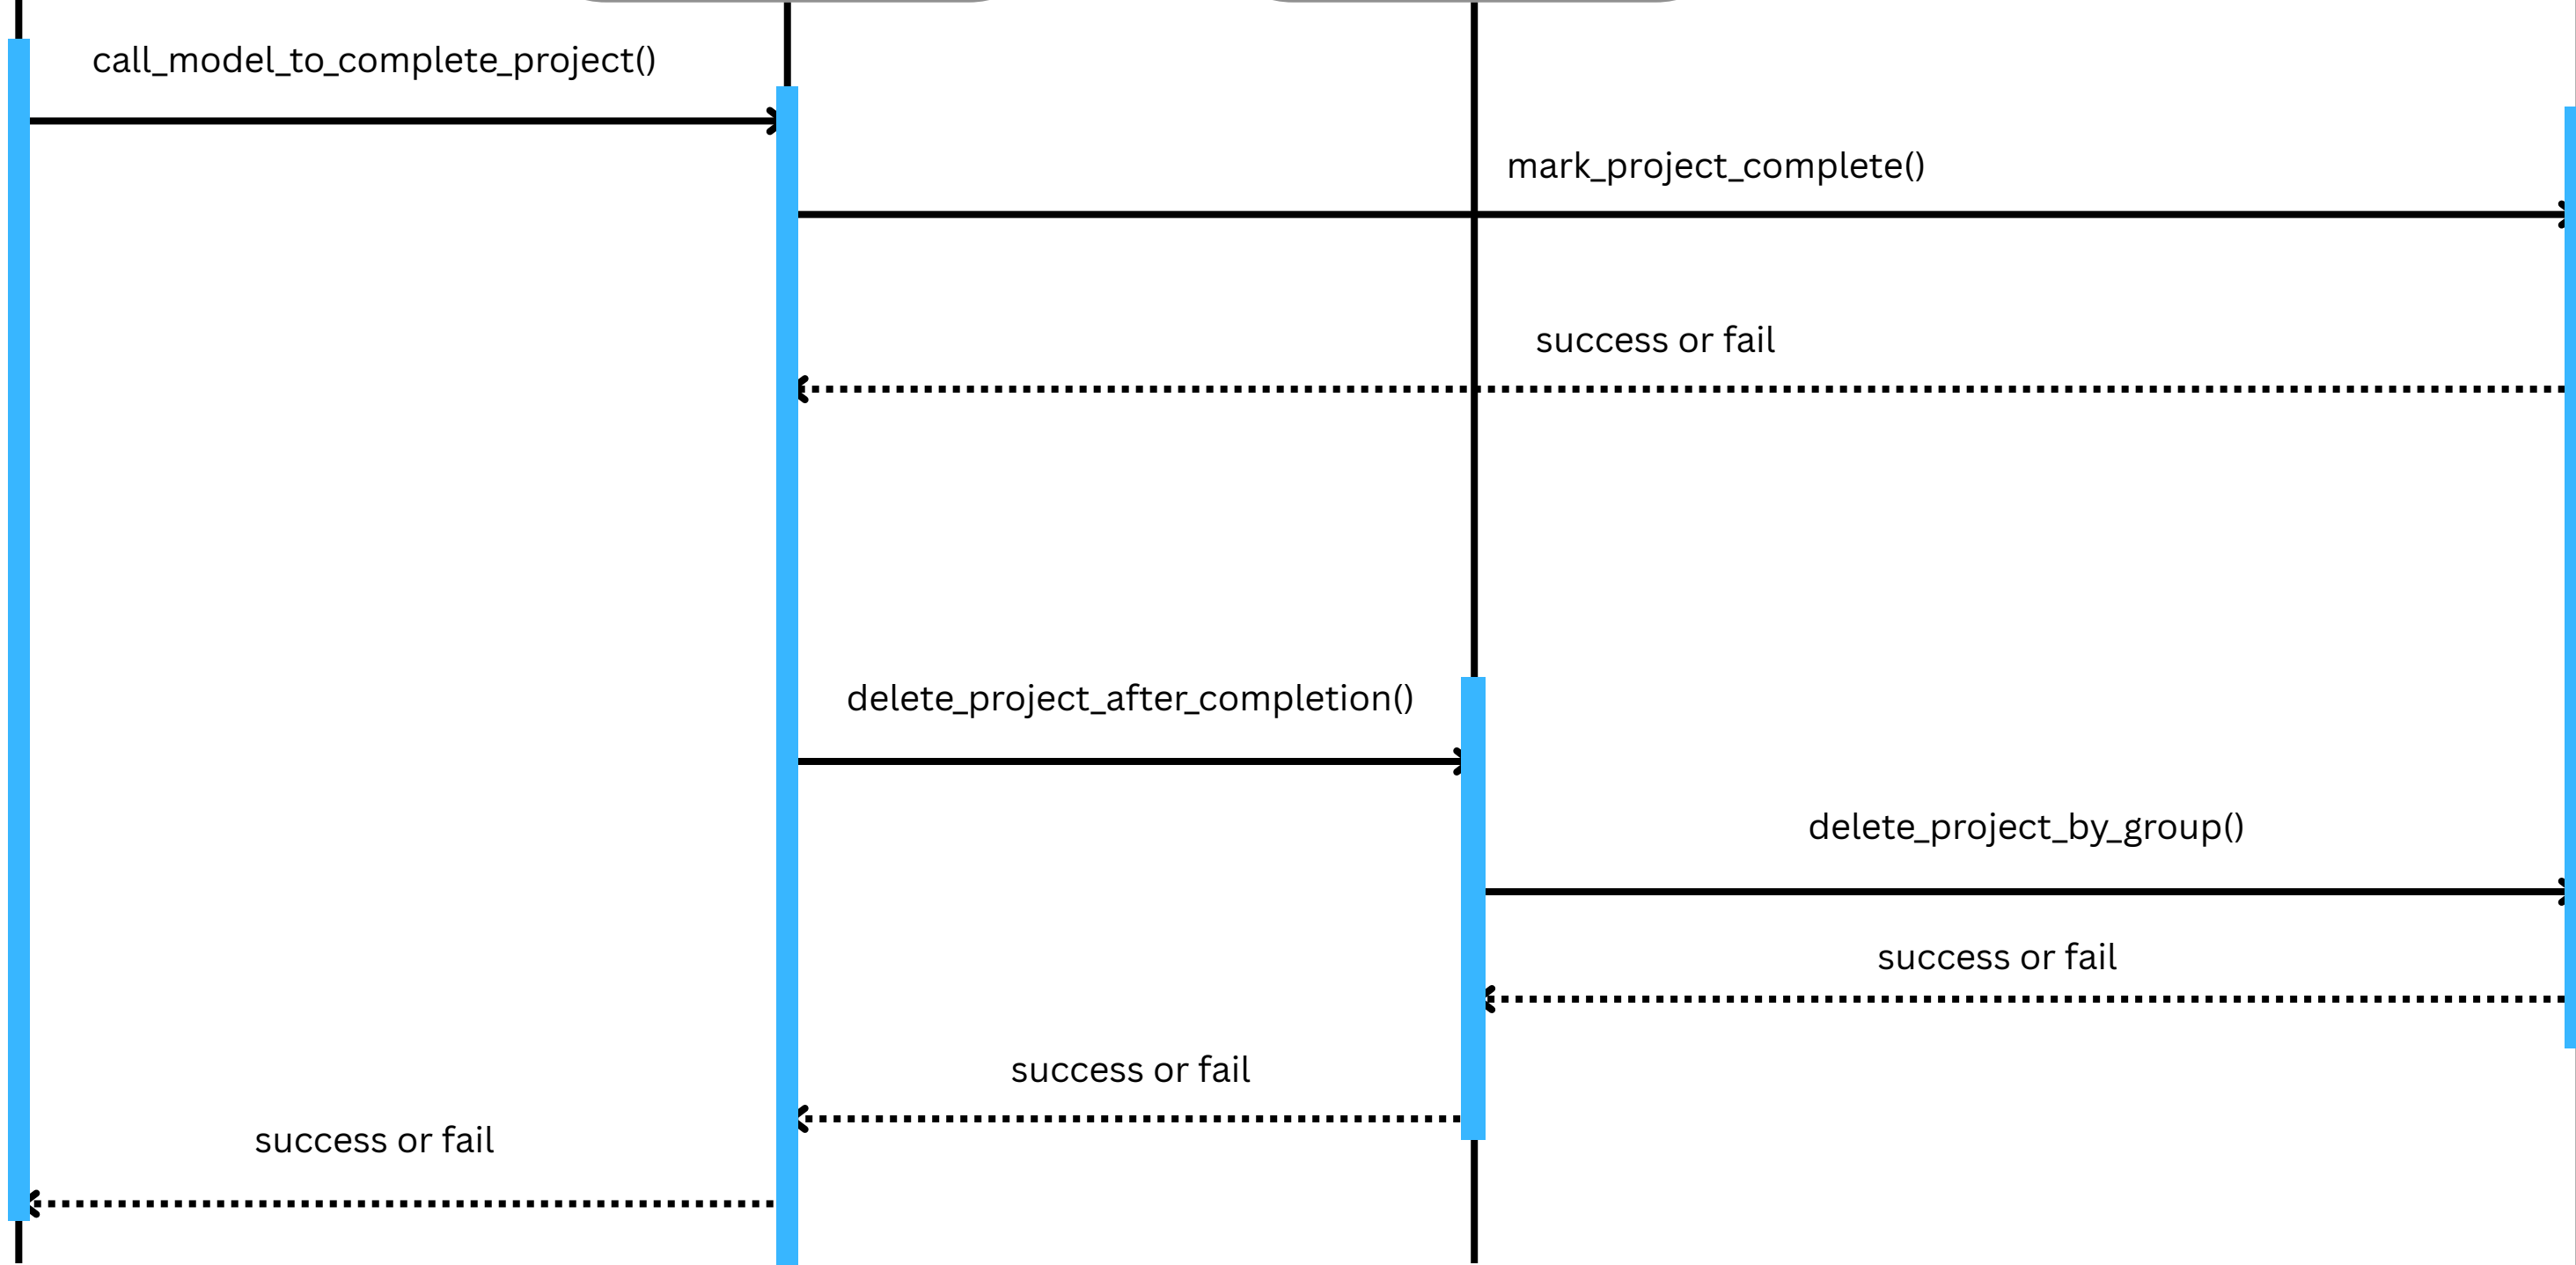 call_model_to_complete_project()
mark_project_complete()
success or fail
delete_project_after_completion()
delete_project_by_group()
success or fail
success or fail
success or fail